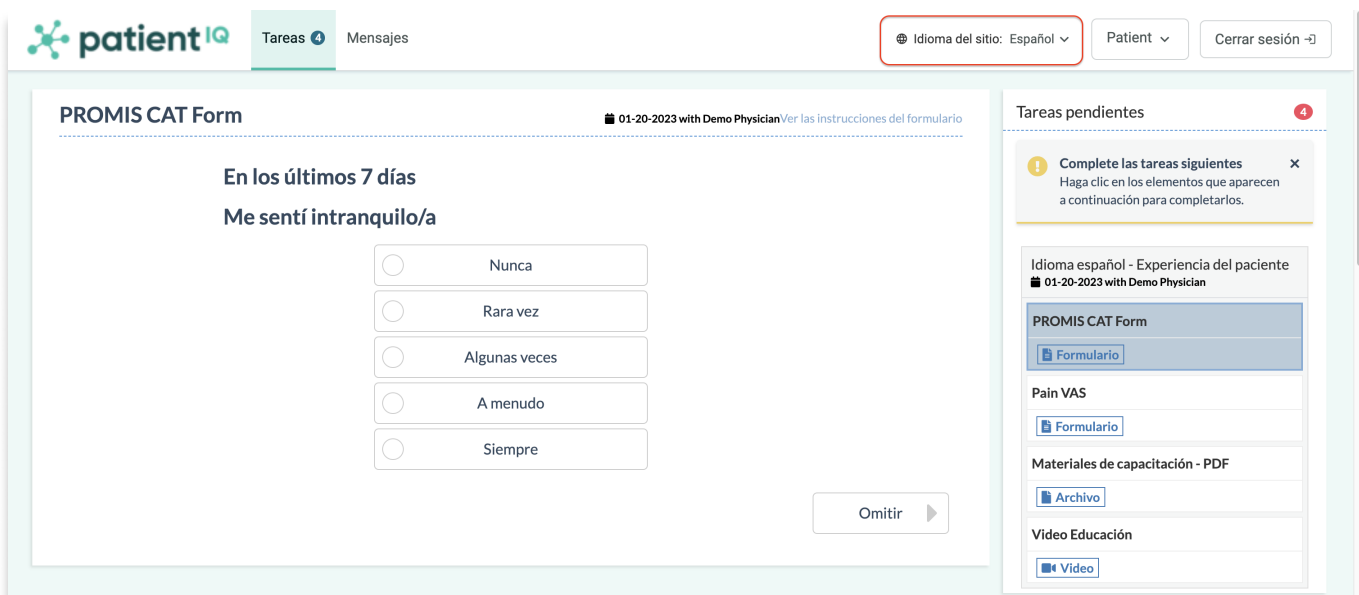 patient IQ
Tareas 4
Mensajes
Idioma del sitio: Español
Patient
Cerrar sesión
PROMIS CAT Form
01-20-2023 with Demo PhysicianVer las instrucciones del formulario
En los últimos 7 días
Me sentí intranquilo/a
Nunca
Rara vez
Algunas veces
A menudo
Siempre
Omitir
Tareas pendientes 4
Complete las tareas siguientes
Haga clic en los elementos que aparecen
a continuación para completarlos.
Idioma español - Experiencia del paciente
01-20-2023 with Demo Physician
PROMIS CAT Form
Formulario
Pain VAS
Formulario
Materiales de capacitación - PDF
Archivo
Video Educación
Video